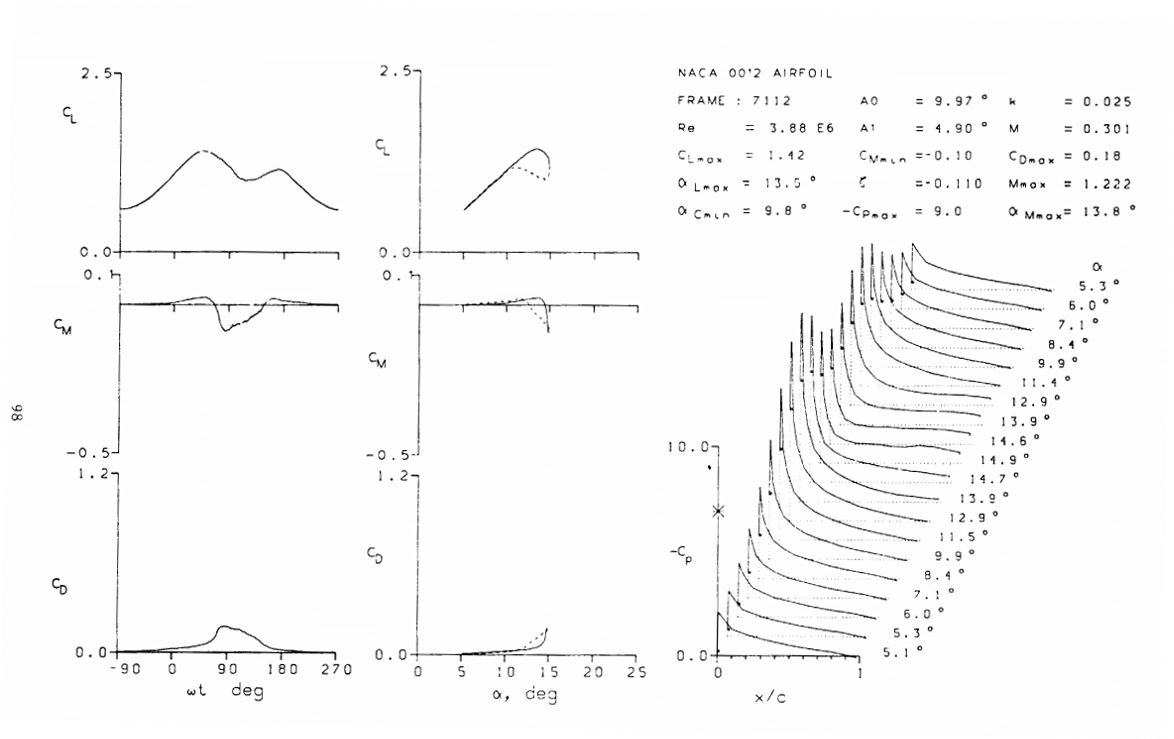 NACA 0012 AIRFOIL
FRAME : 7112 A0 = 9.97 ° k = 0.025
Re = 3.88 E6 A1 = 4.90 ° M = 0.301
CLmax = 1.42 CMmin =-0.10 CDmax = 0.18
αLmax = 13.5 ° ζ =-0.110 Mmax = 1.222
αCmin = 9.8 ° -CPmax = 9.0 αMmax= 13.8 °
2.5
CL
0.0
2.5
CL
0.0
0.1
CM
-0.5
0.1
CM
-0.5
1.2
CD
0.0
-90 0 90 180 270
ωt deg
1.2
CD
0.0
0 5 10 15 20 25
α, deg
α
5.3 °
6.0 °
7.1 °
8.4 °
9.9 °
11.4 °
12.9 °
13.9 °
14.6 °
14.9 °
14.7 °
13.9 °
12.9 °
11.5 °
9.9 °
8.4 °
7.1 °
6.0 °
5.3 °
5.1 °
10.0
-Cp
0.0
0 1
x/c
98